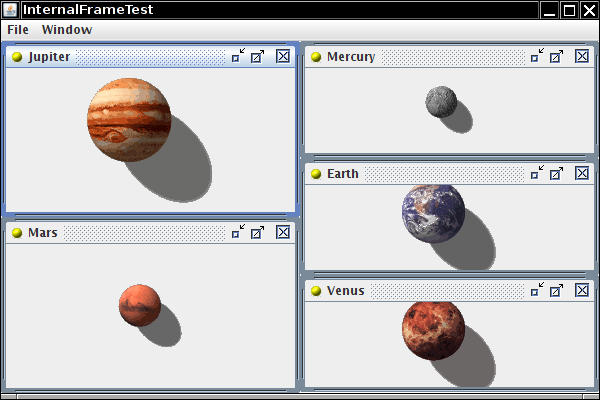 InternalFrameTest
File Window
Jupiter
Mercury
Earth
Mars
Venus